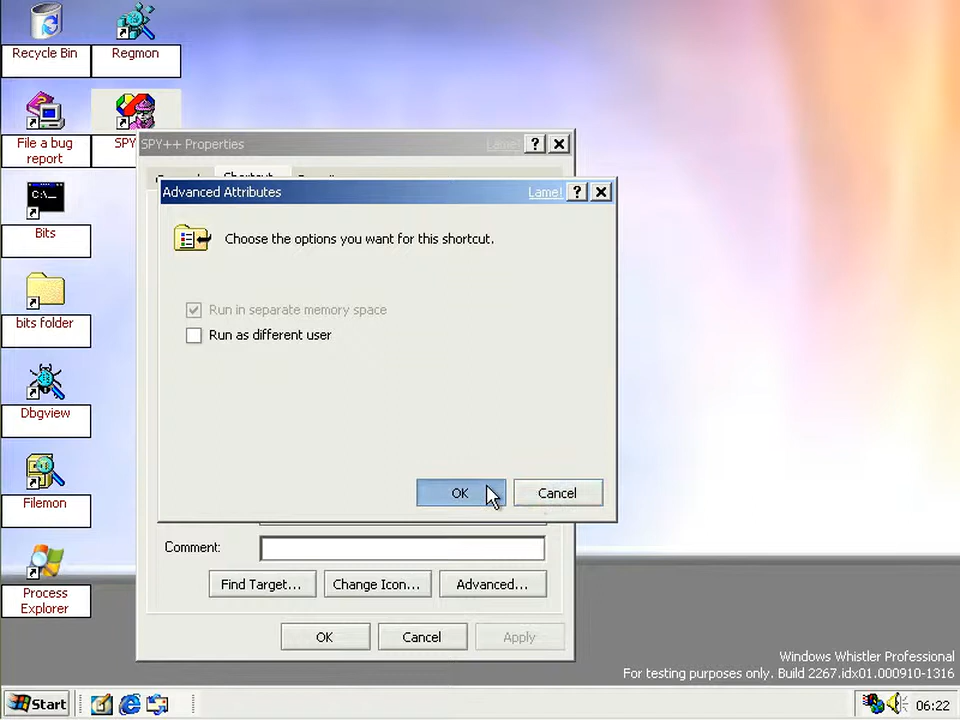 Recycle Bin
Regmon
File a bug
report
SPY
Bits
bits folder
Dbgview
Filemon
Process
Explorer
SPY++ Properties
Lame!
Shortcut
Advanced Attributes
Lame!
Choose the options you want for this shortcut.
Run in separate memory space
Run as different user
OK
Cancel
Comment:
Find Target...
Change Icon...
Advanced...
OK
Cancel
Apply
Windows Whistler Professional
For testing purposes only. Build 2267.idx01.000910-1316
Start
06:22